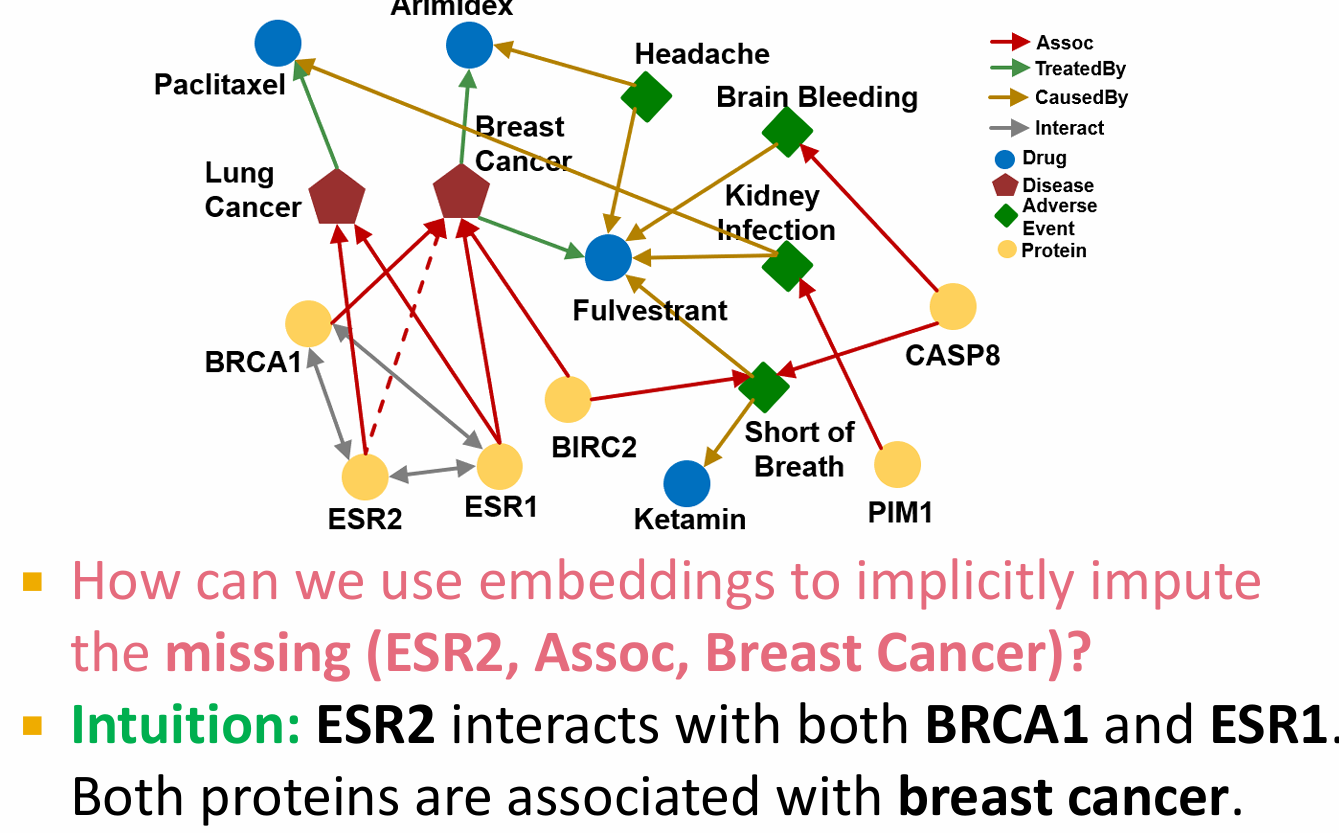 Arimidex
Headache
Paclitaxel
Brain Bleeding
Breast
Cancer
Lung
Cancer
Kidney
Infection
Fulvestrant
BRCA1
CASP8
BIRC2
Short of
Breath
ESR2
ESR1
Ketamin
PIM1
Assoc
TreatedBy
CausedBy
Interact
Drug
Disease
Adverse
Event
Protein
How can we use embeddings to implicitly impute
the missing (ESR2, Assoc, Breast Cancer)?
Intuition: ESR2 interacts with both BRCA1 and ESR1.
Both proteins are associated with breast cancer.